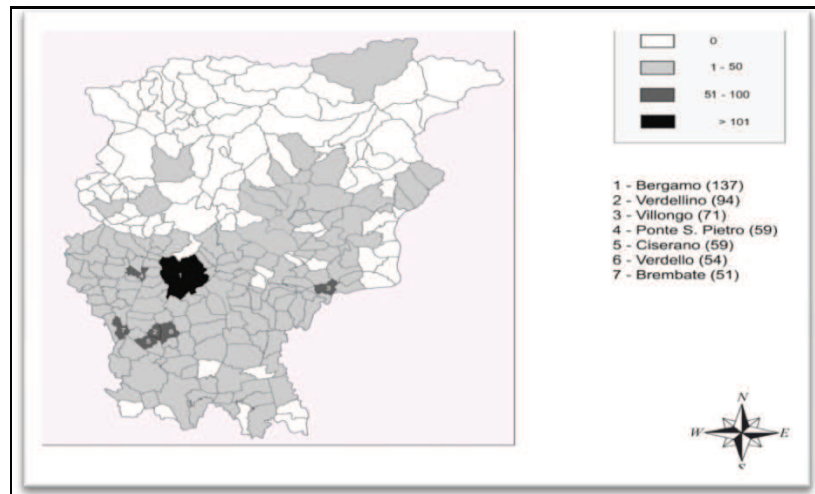 0
1 - 50
51 - 100
> 101
1 - Bergamo (137)
2 - Verdellino (94)
3 - Villongo (71)
4 - Ponte S. Pietro (59)
5 - Ciserano (59)
6 - Verdello (54)
7 - Brembate (51)
1
N
W E
S